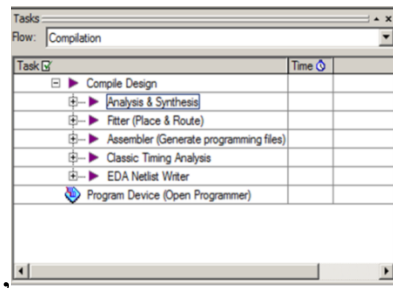 Tasks
Flow: Compilation
Task Time
Compile Design
Analysis & Synthesis
Fitter (Place & Route)
Assembler (Generate programming files)
Classic Timing Analysis
EDA Netlist Writer
Program Device (Open Programmer)
,